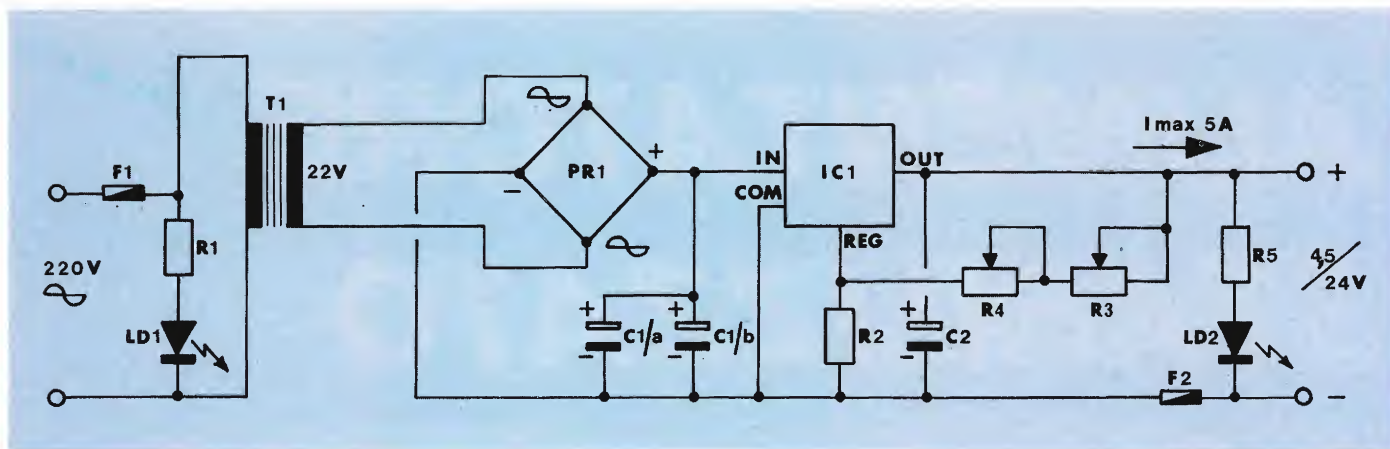 F1
220V
R1
LD1
T1
22V
PR1
-
+
+
C1/a
-
+
C1/b
-
IN
COM
IC1
OUT
REG
R2
+
C2
-
R4
R3
I max 5A
R5
LD2
F2
+
4,5/24V
-